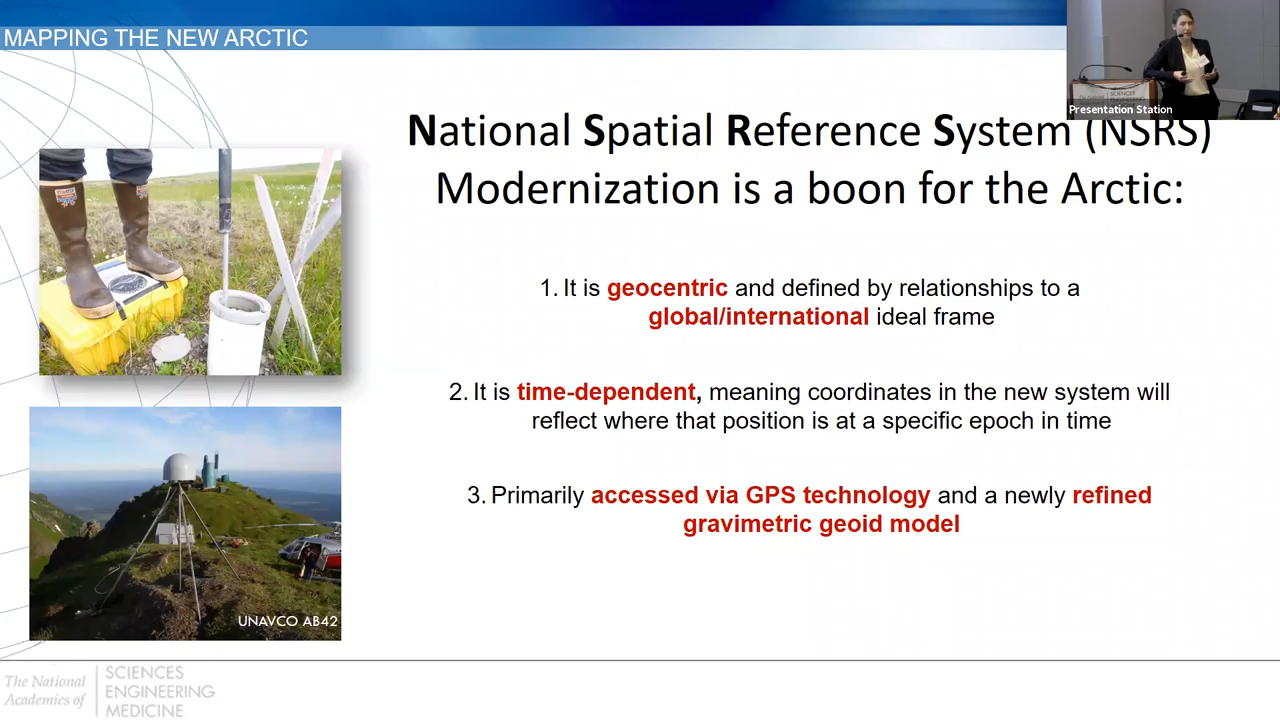 MAPPING THE NEW ARCTIC
Presentation Station
National Spatial Reference System (NSRS)
Modernization is a boon for the Arctic:
1. It is geocentric and defined by relationships to a
global/international ideal frame
2. It is time-dependent, meaning coordinates in the new system will
reflect where that position is at a specific epoch in time
3. Primarily accessed via GPS technology and a newly refined
gravimetric geoid model
UNAVCO AB42
The National
Academies of
SCIENCES
ENGINEERING
MEDICINE